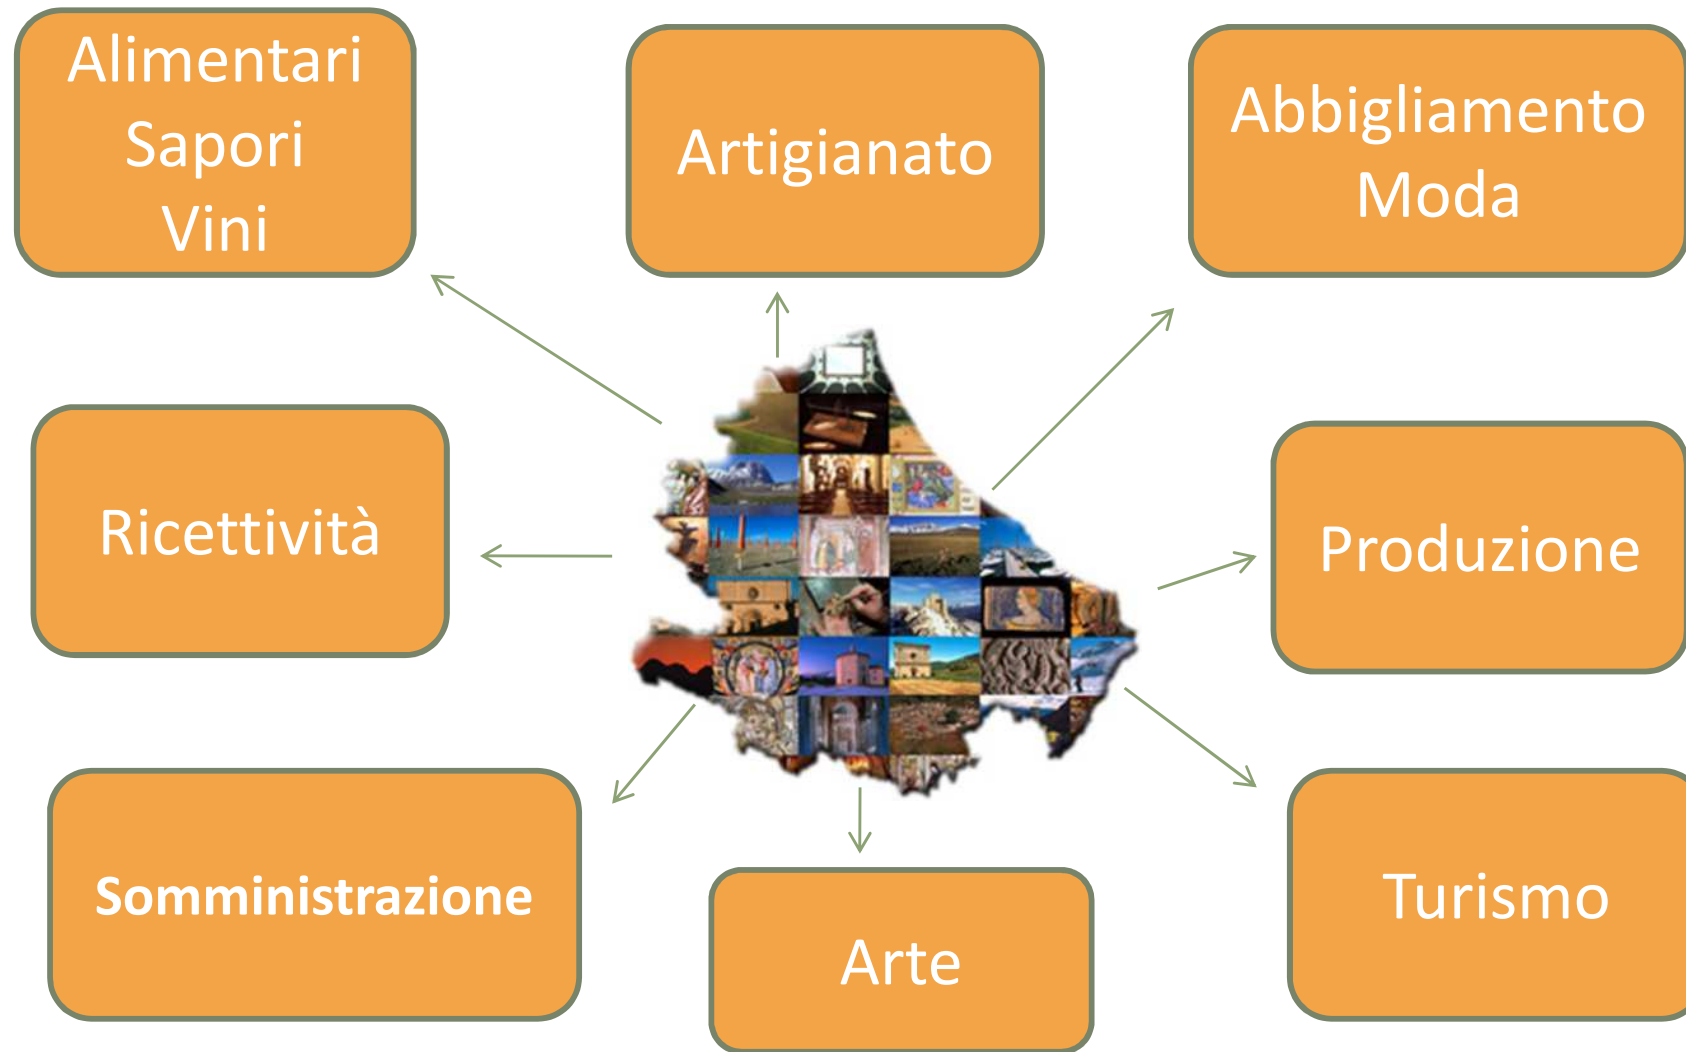 Alimentari
Sapori
Vini
Artigianato
Abbigliamento
Moda
Ricettività
Produzione
Somministrazione
Arte
Turismo